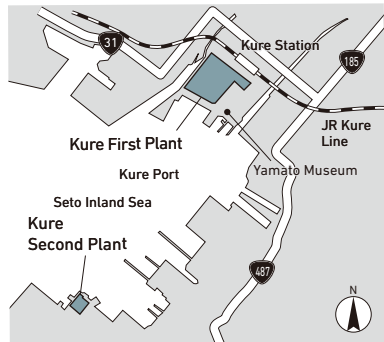 31
Kure Station
185
JR Kure
Line
Kure First Plant
Yamato Museum
Kure Port
Seto Inland Sea
Kure
Second Plant
487
N